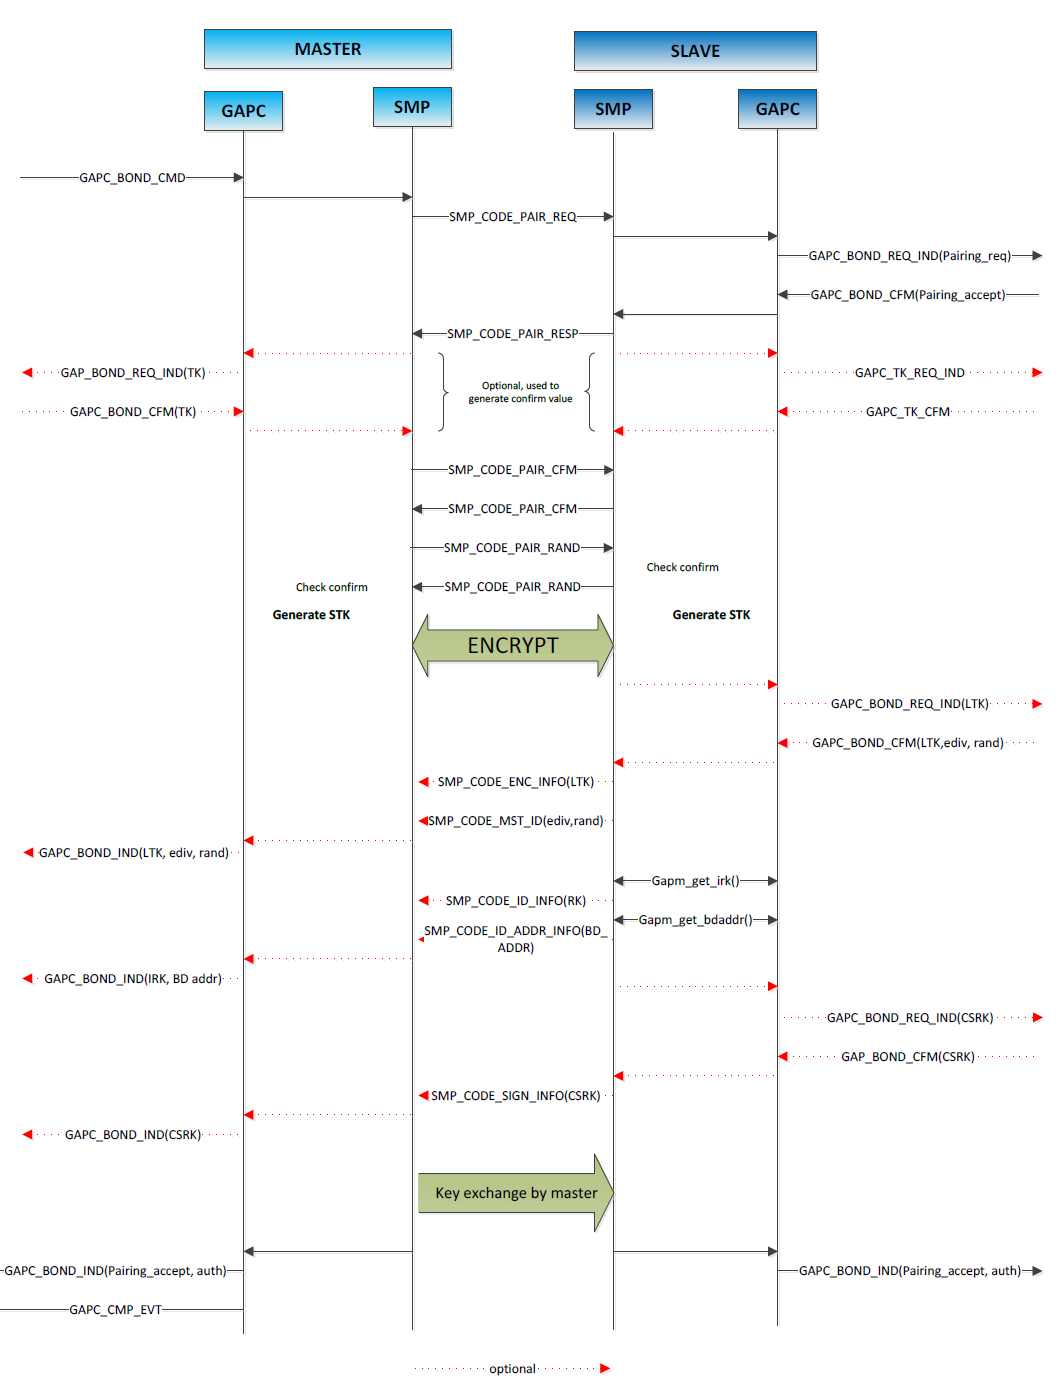 MASTER
SLAVE
GAPC
SMP
SMP
GAPC
GAPC_BOND_CMD
SMP_CODE_PAIR_REQ
GAPC_BOND_REQ_IND(Pairing_req)
GAPC_BOND_CFM(Pairing_accept)
SMP_CODE_PAIR_RESP
GAP_BOND_REQ_IND(TK)
Optional, used to
generate confirm value
GAPC_TK_REQ_IND
GAPC_BOND_CFM(TK)
GAPC_TK_CFM
SMP_CODE_PAIR_CFM
SMP_CODE_PAIR_CFM
SMP_CODE_PAIR_RAND
Check confirm
Check confirm
SMP_CODE_PAIR_RAND
Generate STK
Generate STK
ENCRYPT
GAPC_BOND_REQ_IND(LTK)
GAPC_BOND_CFM(LTK,ediv, rand)
SMP_CODE_ENC_INFO(LTK)
SMP_CODE_MST_ID(ediv,rand)
GAPC_BOND_IND(LTK, ediv, rand)
Gapm_get_irk()
SMP_CODE_ID_INFO(RK)
Gapm_get_bdaddr()
SMP_CODE_ID_ADDR_INFO(BD_
ADDR)
GAPC_BOND_IND(IRK, BD addr)
GAPC_BOND_REQ_IND(CSRK)
GAP_BOND_CFM(CSRK)
SMP_CODE_SIGN_INFO(CSRK)
GAPC_BOND_IND(CSRK)
Key exchange by master
GAPC_BOND_IND(Pairing_accept, auth)
GAPC_BOND_IND(Pairing_accept, auth)
GAPC_CMP_EVT
optional